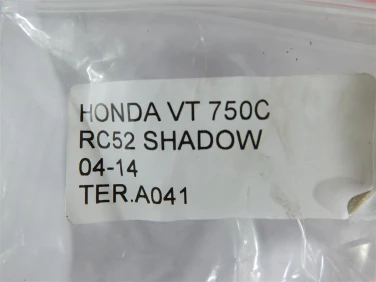 HONDA VT 750C
RC52 SHADOW
04-14
TER.A041